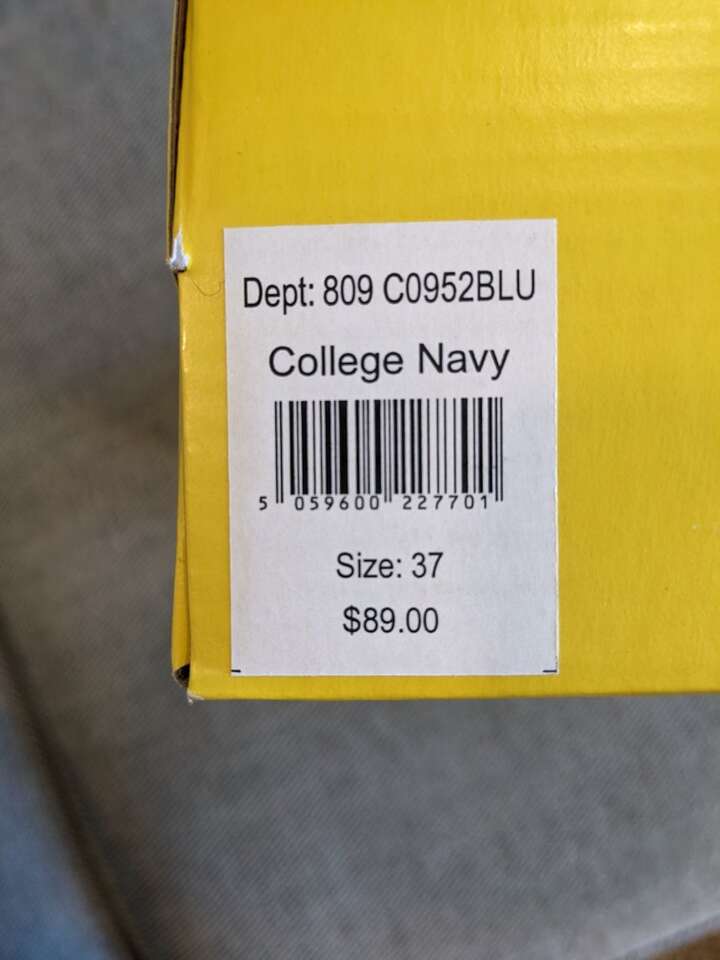 Dept: 809 C0952BLU
College Navy
5 059600 227701
Size: 37
$89.00